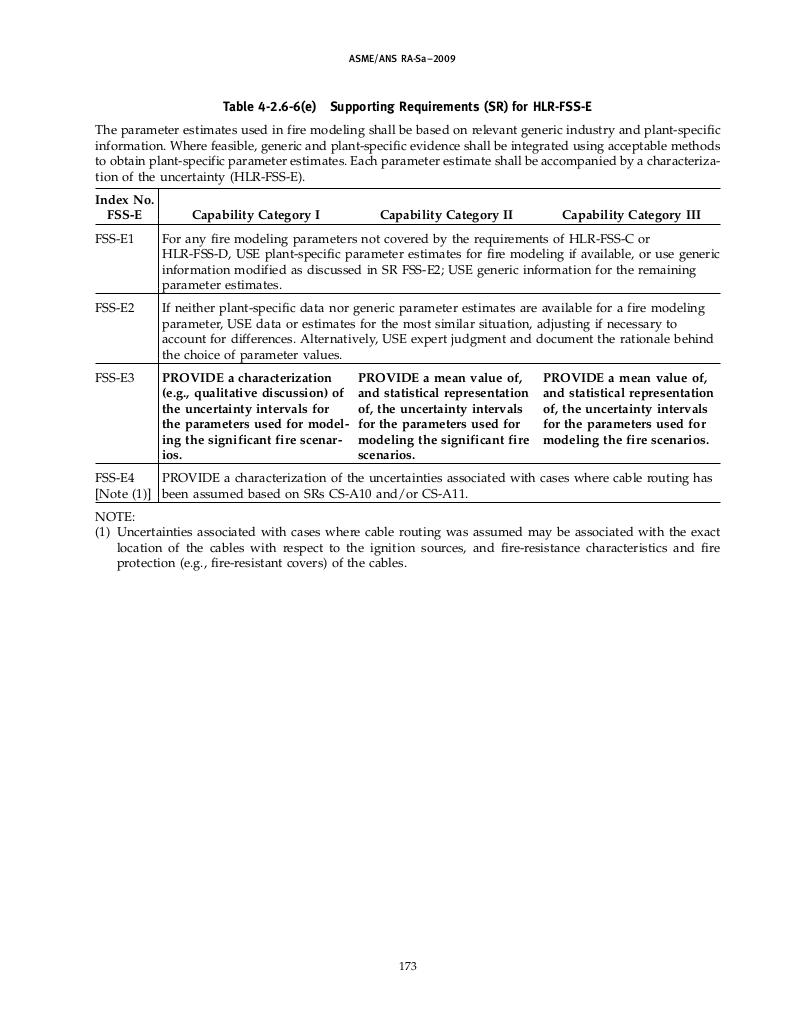 ASME/ANS RA-Sa–2009
Table 4-2.6-6(e) Supporting Requirements (SR) for HLR-FSS-E
The parameter estimates used in fire modeling shall be based on relevant generic industry and plant-specific
information. Where feasible, generic and plant-specific evidence shall be integrated using acceptable methods
to obtain plant-specific parameter estimates. Each parameter estimate shall be accompanied by a characteriza-
tion of the uncertainty (HLR-FSS-E).
Index No.
FSS-E Capability Category I Capability Category II Capability Category III
FSS-E1 For any fire modeling parameters not covered by the requirements of HLR-FSS-C or
HLR-FSS-D, USE plant-specific parameter estimates for fire modeling if available, or use generic
information modified as discussed in SR FSS-E2; USE generic information for the remaining
parameter estimates.
FSS-E2 If neither plant-specific data nor generic parameter estimates are available for a fire modeling
parameter, USE data or estimates for the most similar situation, adjusting if necessary to
account for differences. Alternatively, USE expert judgment and document the rationale behind
the choice of parameter values.
FSS-E3 PROVIDE a characterization PROVIDE a mean value of, PROVIDE a mean value of,
(e.g., qualitative discussion) of and statistical representation and statistical representation
the uncertainty intervals for of, the uncertainty intervals of, the uncertainty intervals
the parameters used for model- for the parameters used for for the parameters used for
ing the significant fire scenar- modeling the significant fire modeling the fire scenarios.
ios. scenarios.
FSS-E4 PROVIDE a characterization of the uncertainties associated with cases where cable routing has
[Note (1)] been assumed based on SRs CS-A10 and/or CS-A11.
NOTE:
(1) Uncertainties associated with cases where cable routing was assumed may be associated with the exact
location of the cables with respect to the ignition sources, and fire-resistance characteristics and fire
protection (e.g., fire-resistant covers) of the cables.
173